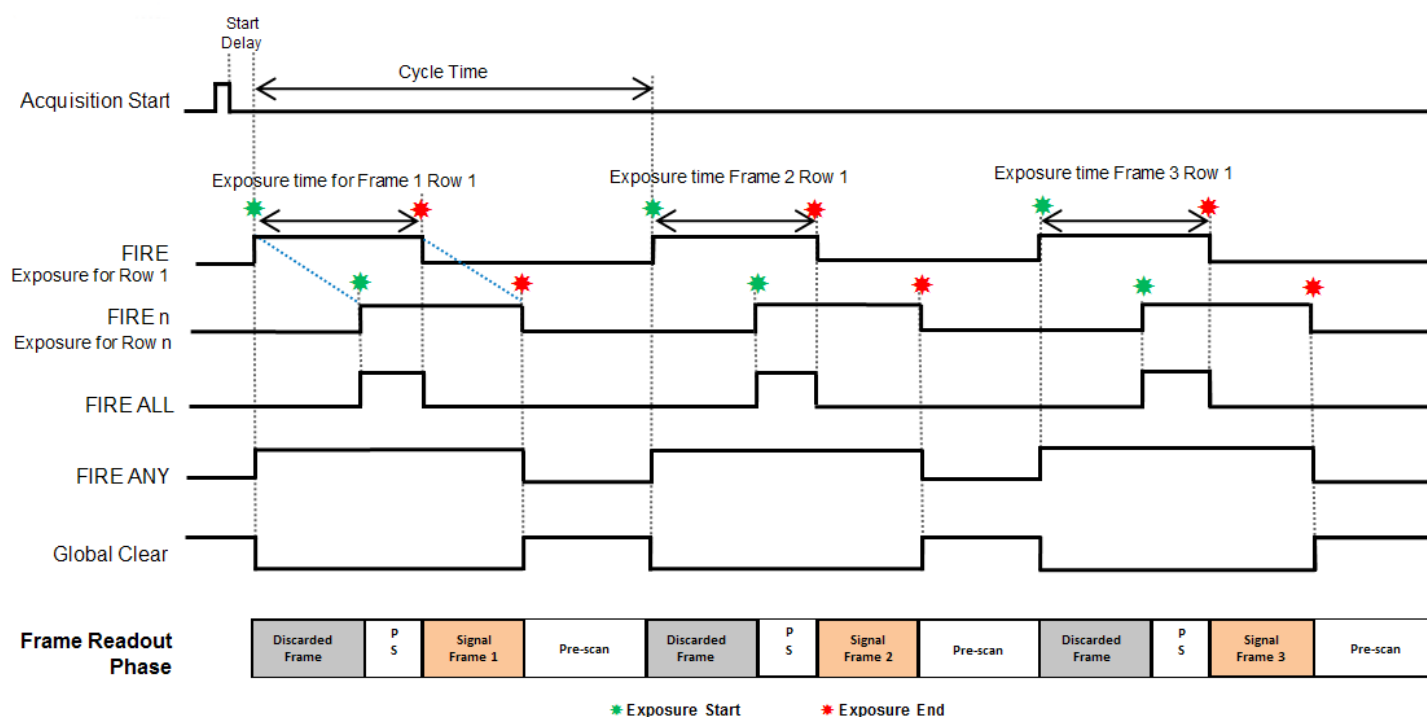 Start
Delay
Cycle Time
Acquisition Start
Exposure time for Frame 1 Row 1
Exposure time Frame 2 Row 1
Exposure time Frame 3 Row 1
FIRE
Exposure for Row 1
FIRE n
Exposure for Row n
FIRE ALL
FIRE ANY
Global Clear
Frame Readout
Phase
Discarded
Frame
P
S
Signal
Frame 1
Pre-scan
Discarded
Frame
P
S
Signal
Frame 2
Pre-scan
Discarded
Frame
P
S
Signal
Frame 3
Pre-scan
Exposure Start
Exposure End